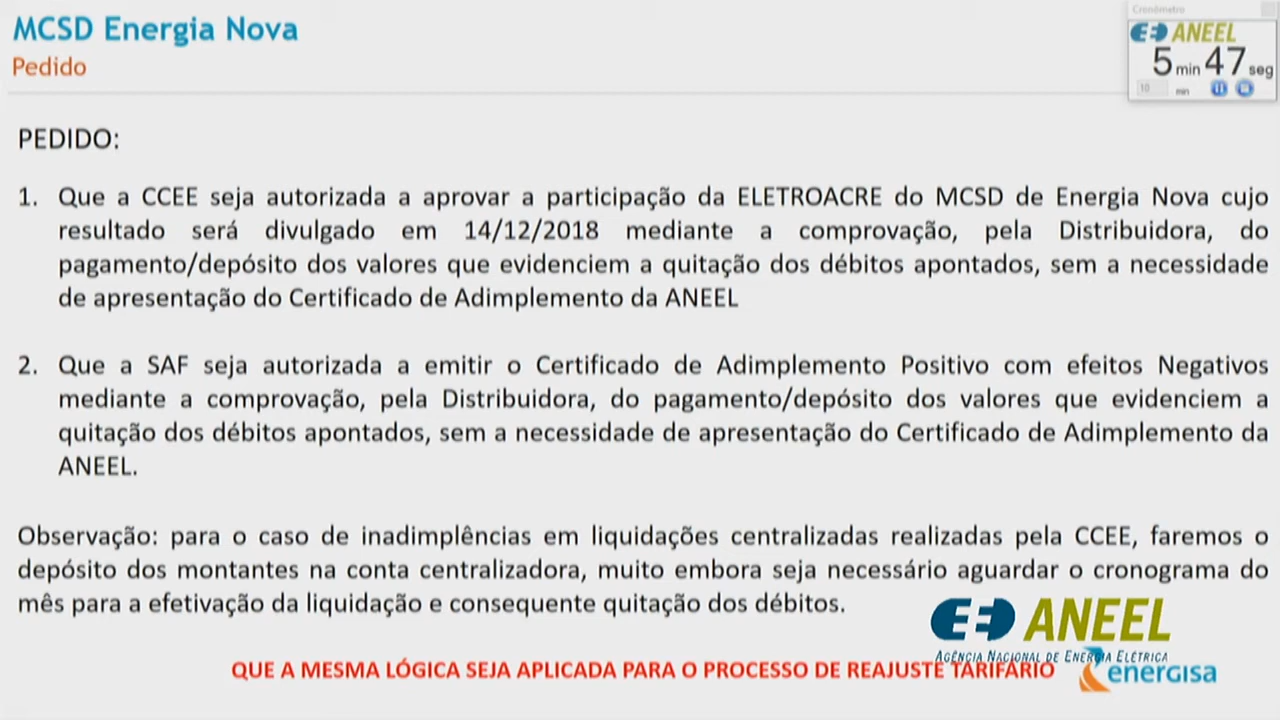 MCSD Energia Nova
Pedido
Cronômetro
ANEEL
5 min 47 seg
10 min
PEDIDO:
1. Que a CCEE seja autorizada a aprovar a participação da ELETROACRE do MCSD de Energia Nova cujo
resultado será divulgado em 14/12/2018 mediante a comprovação, pela Distribuidora, do
pagamento/depósito dos valores que evidenciem a quitação dos débitos apontados, sem a necessidade
de apresentação do Certificado de Adimplemento da ANEEL
2. Que a SAF seja autorizada a emitir o Certificado de Adimplemento Positivo com efeitos Negativos
mediante a comprovação, pela Distribuidora, do pagamento/depósito dos valores que evidenciem a
quitação dos débitos apontados, sem a necessidade de apresentação do Certificado de Adimplemento da
ANEEL.
Observação: para o caso de inadimplências em liquidações centralizadas realizadas pela CCEE, faremos o
depósito dos montantes na conta centralizadora, muito embora seja necessário aguardar o cronograma do
mês para a efetivação da liquidação e consequente quitação dos débitos.
ANEEL
AGÊNCIA NACIONAL DE ENERGIA ELÉTRICA
QUE A MESMA LÓGICA SEJA APLICADA PARA O PROCESSO DE REAJUSTE TARIFÁRIO
energisa